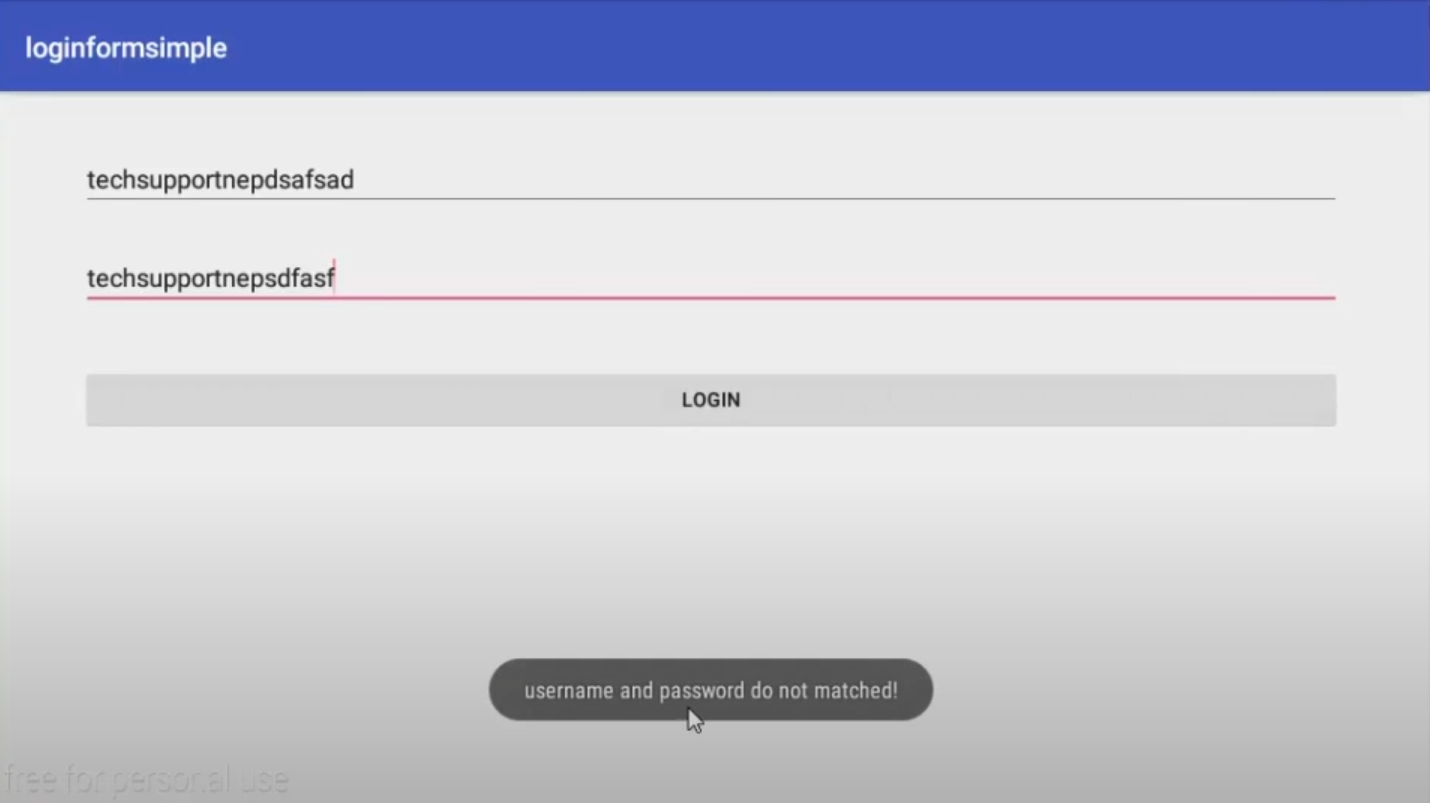 loginformsimple
techsupportnepdsafsad
techsupportnepsdfasf
LOGIN
username and password do not matched!
free for personal use